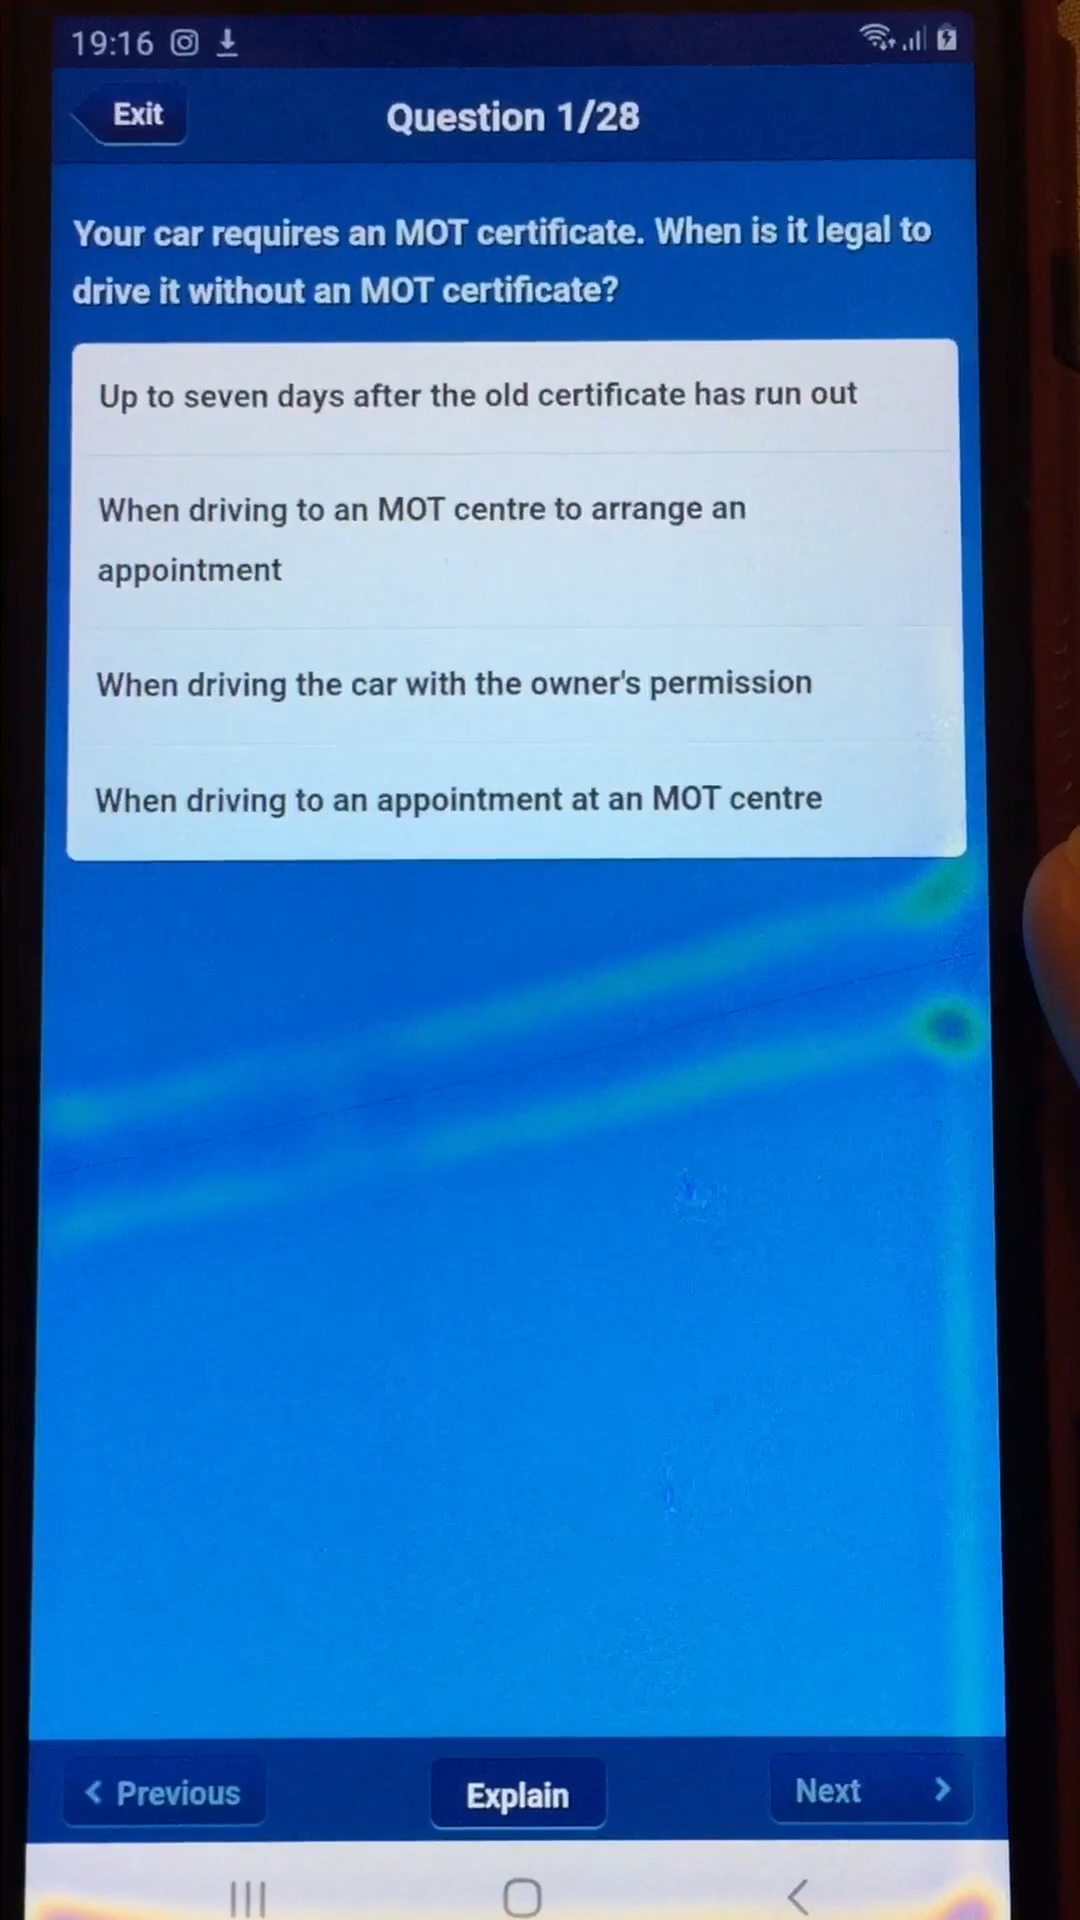 19:16
Exit
Question 1/28
Your car requires an MOT certificate. When is it legal to
drive it without an MOT certificate?
Up to seven days after the old certificate has run out
When driving to an MOT centre to arrange an
appointment
When driving the car with the owner's permission
When driving to an appointment at an MOT centre
Previous
Explain
Next